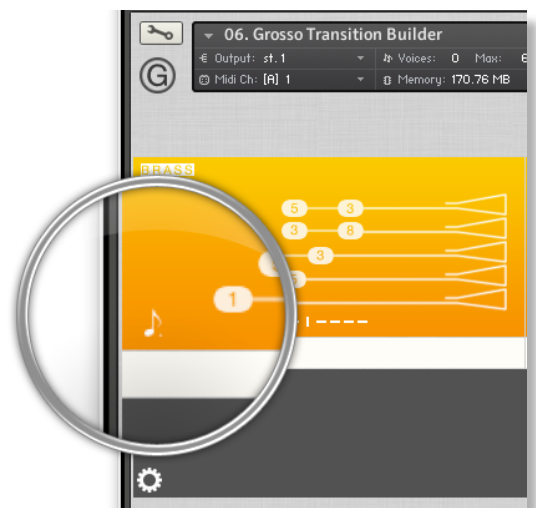 06. Grosso Transition Builder
Output: st.1 Voices: 0 Max:
G Midi Ch: [A] 1 Memory: 170.76 MB
BRASS
5 3
3 8
3
1